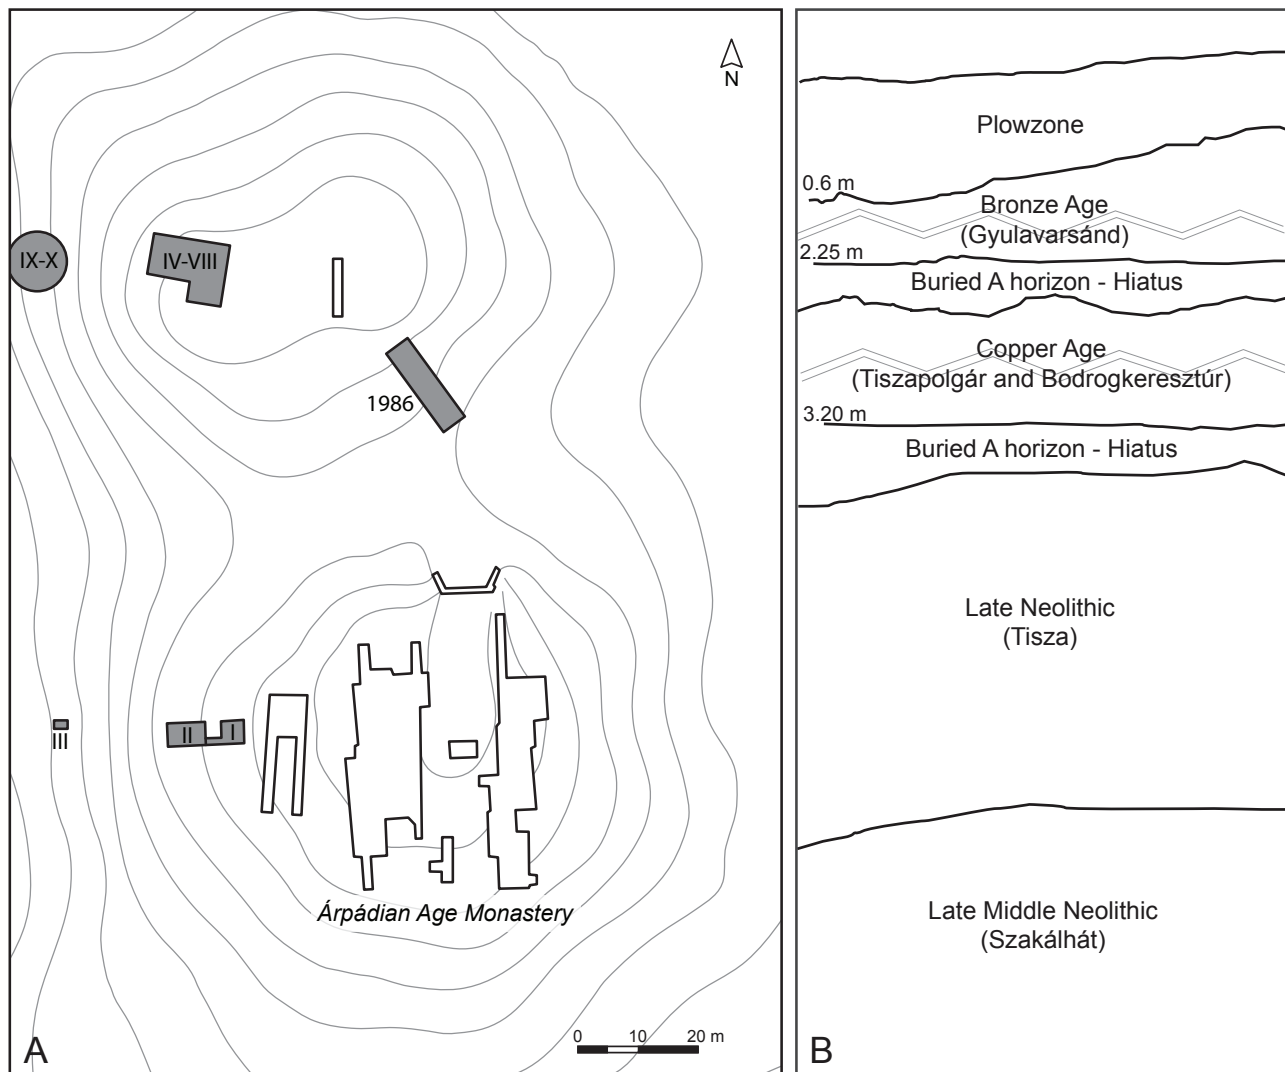 N
IX-X
IV-VIII
1986
III
II
I
Árpádian Age Monastery
0 10 20 m
A
Plowzone
0.6 m
Bronze Age
(Gyulavarsánd)
2.25 m
Buried A horizon - Hiatus
Copper Age
(Tiszapolgár and Bodrogkeresztúr)
3.20 m
Buried A horizon - Hiatus
Late Neolithic
(Tisza)
Late Middle Neolithic
(Szakálhát)
B